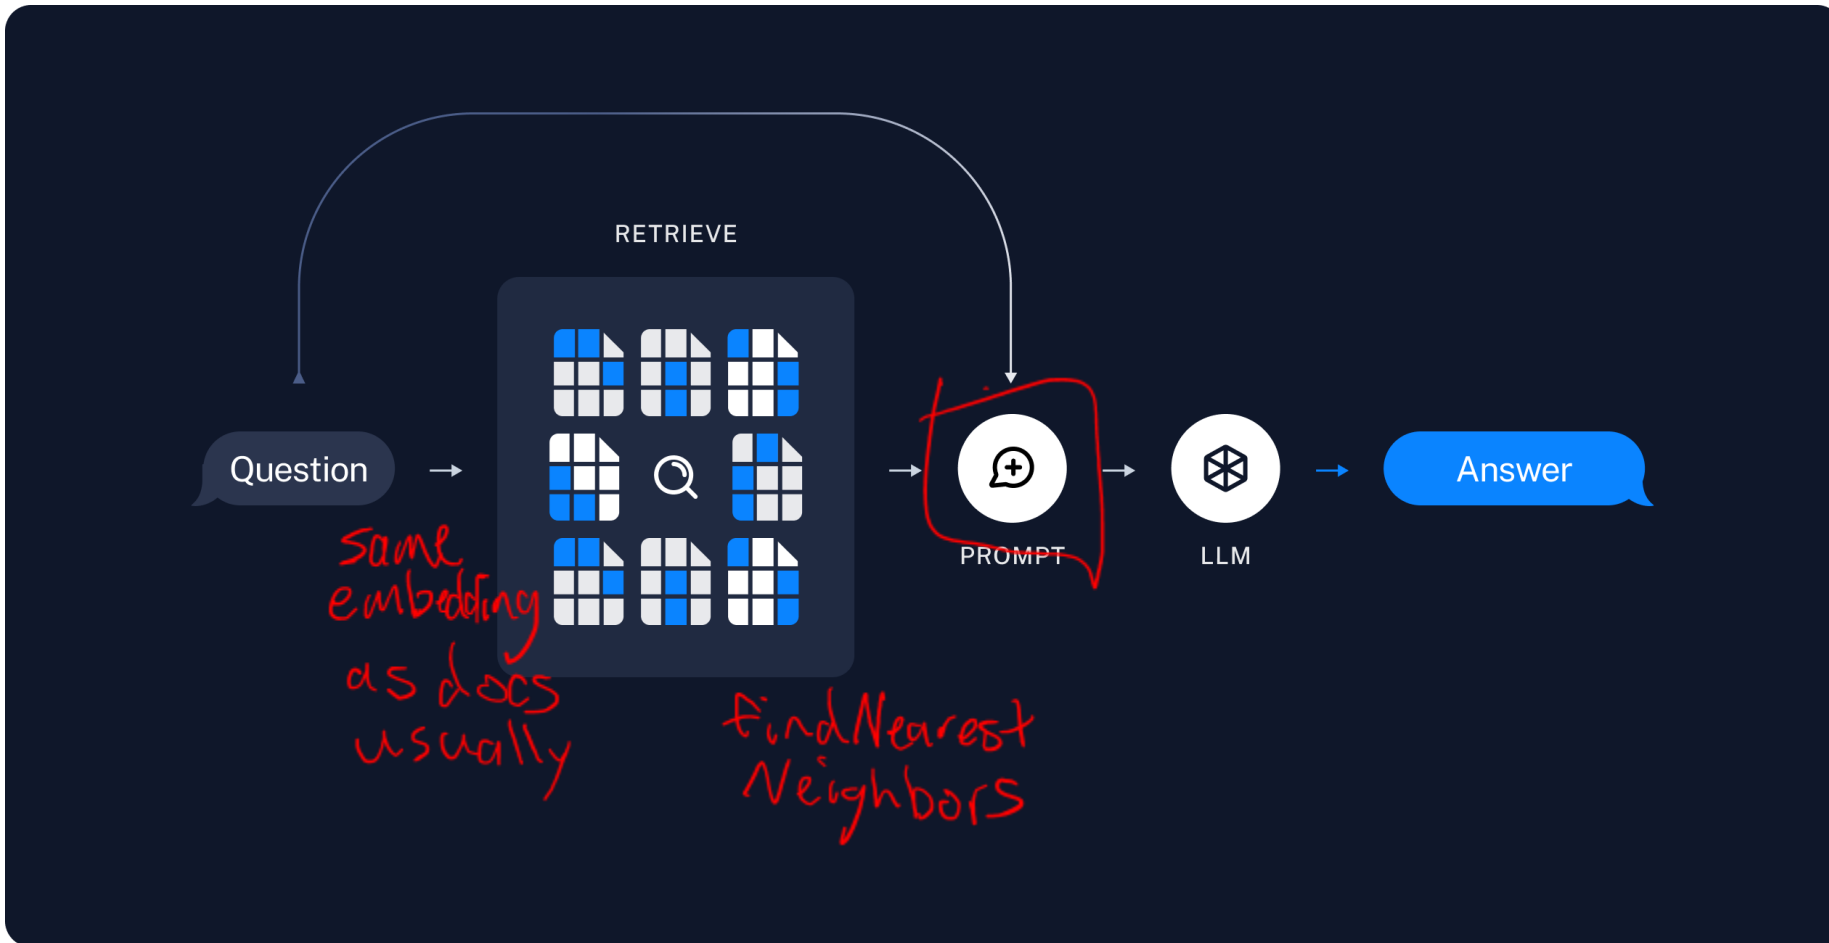 RETRIEVE
Question
PROMPT
LLM
Answer
same
embedding
as docs
usually
findNearest
Neighbors